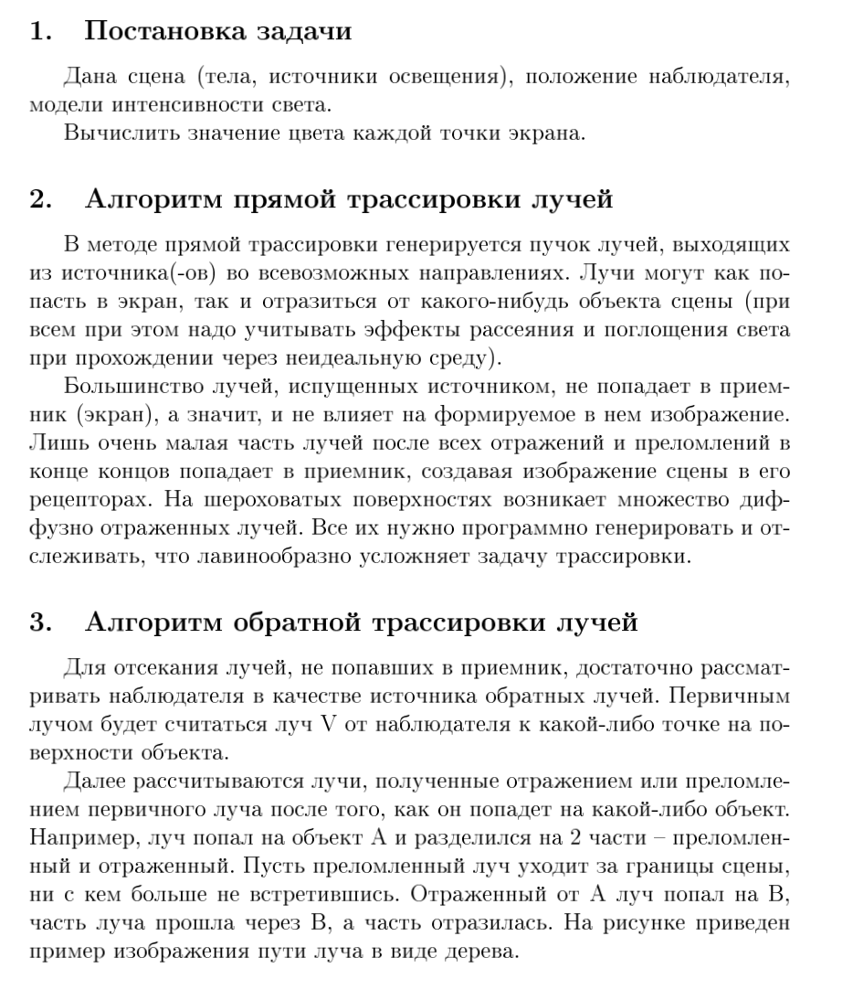 1. Постановка задачи
Дана сцена (тела, источники освещения), положение наблюдателя,
модели интенсивности света.
Вычислить значение цвета каждой точки экрана.
2. Алгоритм прямой трассировки лучей
В методе прямой трассировки генерируется пучок лучей, выходящих
из источника(-ов) во всевозможных направлениях. Лучи могут как по-
пасть в экран, так и отразиться от какого-нибудь объекта сцены (при
всем при этом надо учитывать эффекты рассеяния и поглощения света
при прохождении через неидеальную среду).
Большинство лучей, испущенных источником, не попадает в прием-
ник (экран), а значит, и не влияет на формируемое в нем изображение.
Лишь очень малая часть лучей после всех отражений и преломлений в
конце концов попадает в приемник, создавая изображение сцены в его
рецепторах. На шероховатых поверхностях возникает множество диф-
фузно отраженных лучей. Все их нужно программно генерировать и от-
слеживать, что лавинообразно усложняет задачу трассировки.
3. Алгоритм обратной трассировки лучей
Для отсекания лучей, не попавших в приемник, достаточно рассмат-
ривать наблюдателя в качестве источника обратных лучей. Первичным
лучом будет считаться луч V от наблюдателя к какой-либо точке на по-
верхности объекта.
Далее рассчитываются лучи, полученные отражением или преломле-
нием первичного луча после того, как он попадет на какой-либо объект.
Например, луч попал на объект A и разделился на 2 части – преломлен-
ный и отраженный. Пусть преломленный луч уходит за границы сцены,
ни с кем больше не встретившись. Отраженный от A луч попал на B,
часть луча прошла через B, а часть отразилась. На рисунке приведен
пример изображения пути луча в виде дерева.